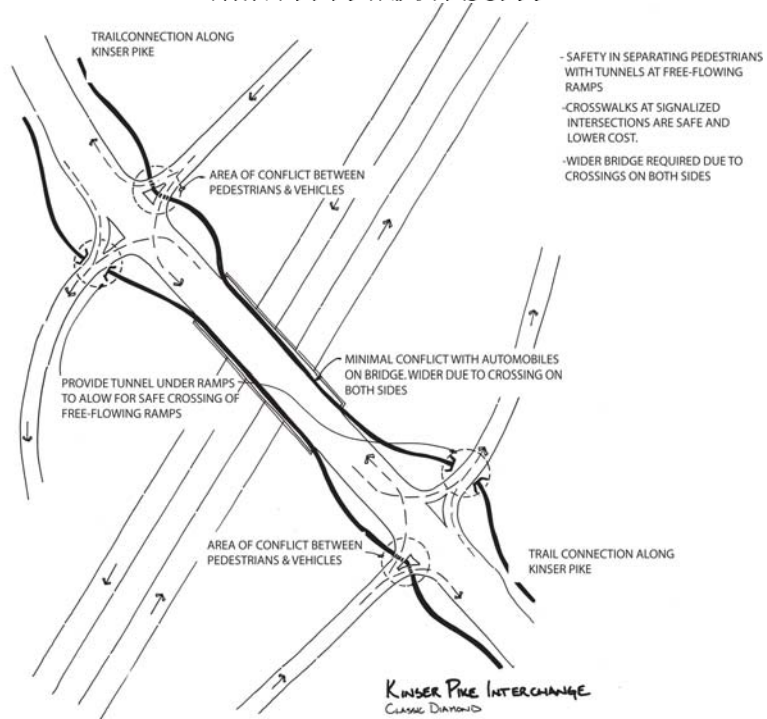 TRAILCONNECTION ALONG
KINSER PIKE
- SAFETY IN SEPARATING PEDESTRIANS
WITH TUNNELS AT FREE-FLOWING
RAMPS
-CROSSWALKS AT SIGNALIZED
INTERSECTIONS ARE SAFE AND
LOWER COST.
-WIDER BRIDGE REQUIRED DUE TO
CROSSINGS ON BOTH SIDES
AREA OF CONFLICT BETWEEN
PEDESTRIANS & VEHICLES
MINIMAL CONFLICT WITH AUTOMOBILES
ON BRIDGE. WIDER DUE TO CROSSING ON
BOTH SIDES
PROVIDE TUNNEL UNDER RAMPS
TO ALOW FOR SAFE CROSSING OF
FREE-FLOWING RAMPS
AREA OF CONFLICT BETWEEN
PEDESTRIANS & VEHICLES
TRAIL CONNECTION ALONG
KINSER PIKE
KINSER PIKE INTERCHANGE
CLASSIC DIAMOND